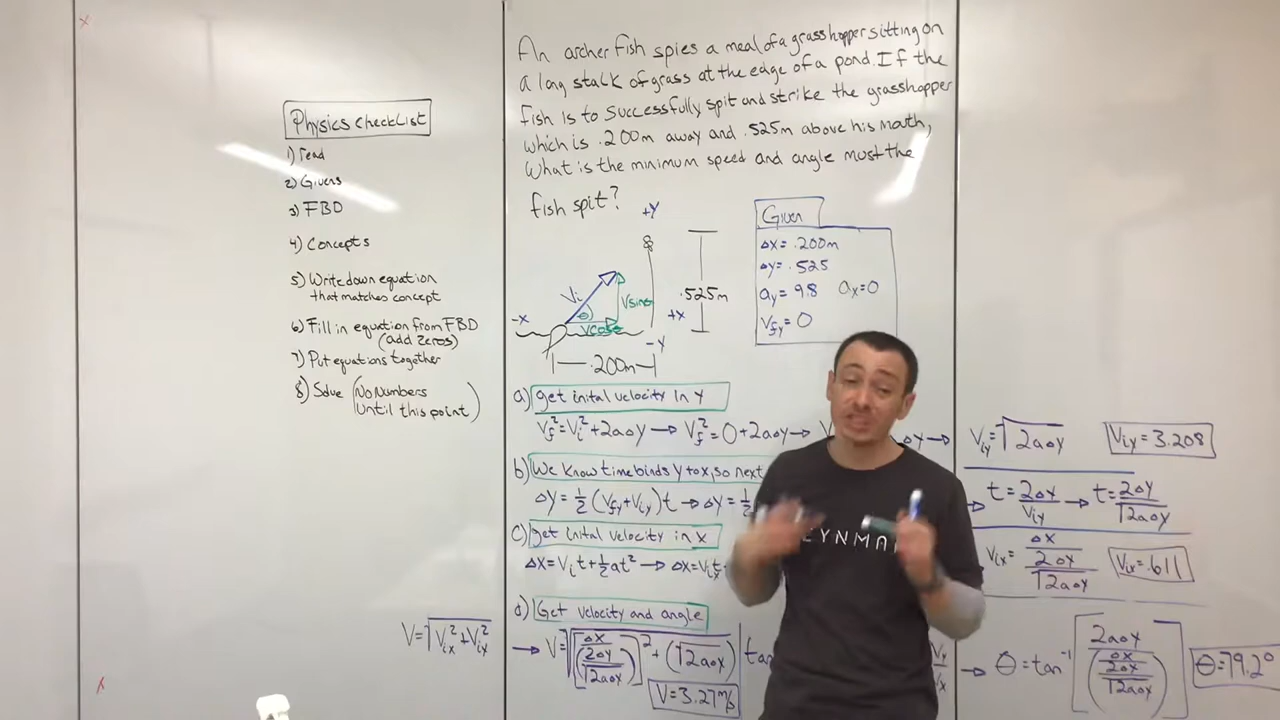 Physics CheckList
1) read
2) Givens
3) FBD
4) Concepts
5) Write down equation
that matches concept
6) Fill in equation from FBD
(add zeros)
7) Put equations together
8) Solve (No Numbers
Until this point)
An archer fish spies a meal of a grasshopper sitting on
a long stalk of grass at the edge of a pond. If the
fish is to successfully spit and strike the grasshopper
which is .200m away and .525m above his mouth,
What is the minimum speed and angle must the
fish spit?
+Y
Vi
θ
Vsinθ
Vcosθ
-X
+X
-Y
.525m
.200m
Given
Δx= .200m
Δy= .525
ay= 9.8 ax=0
Vfy= 0
a) get inital velocity in y
Vf²=Vi²+2aΔy → Vf²=0+2aΔy → V Δy → Viy=√2aΔy Viy=3.208
b) We know time binds y to x, so next
Δy=½(Vfy+Viy)t → Δy=½ → t=2Δy/Viy → t=2Δy/√2aΔy
c) get inital velocity in x
Δx=Vit+½at² → Δx=Vixt Vix=Δx/(2Δy/√2aΔy) Vix=.611
d) Get velocity and angle
V=√Vix²+Viy² → V=√[Δx/(2Δy/√2aΔy)]²+(√2aΔy) tan Vy/Vx → θ=tan⁻¹[2aΔy/(Δx/(2Δy/√2aΔy))] θ=79.2°
V=3.27m/s
EYNMA